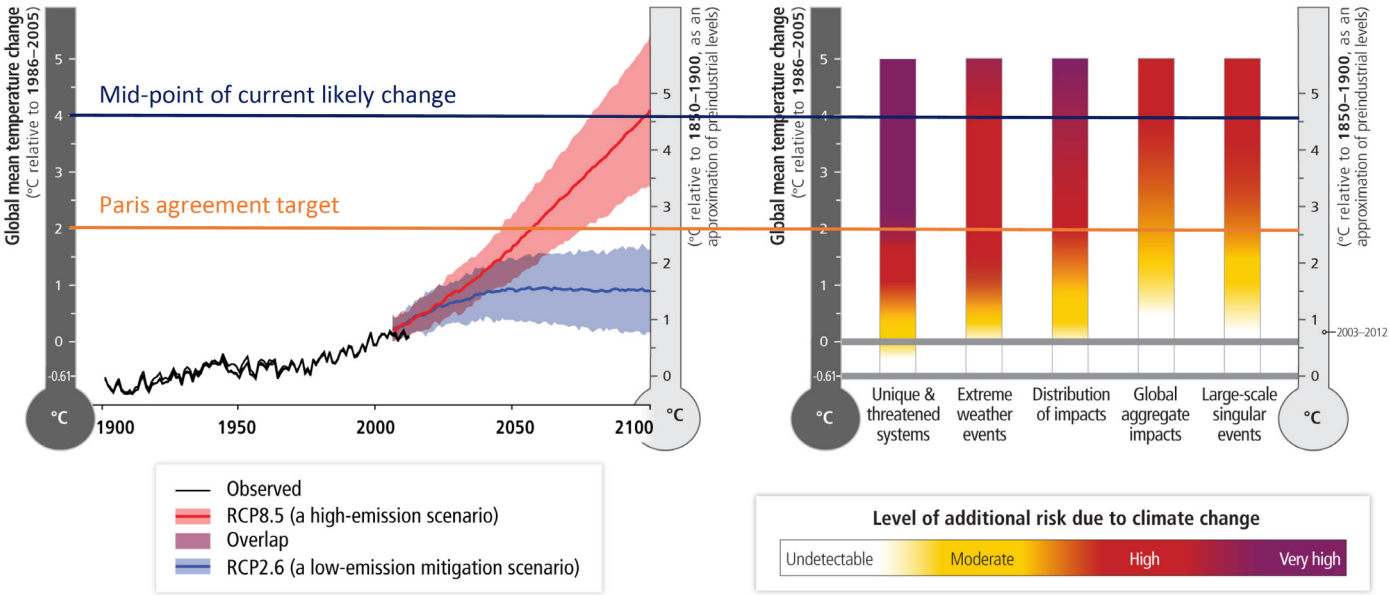 Global mean temperature change
(°C relative to 1986–2005)
5
4
3
2
1
0
-0.61
°C
Mid-point of current likely change
Paris agreement target
1900
1950
2000
2050
2100
(°C relative to 1850–1900, as an
approximation of preindustrial levels)
5
4
3
2
1
0
°C
Observed
RCP8.5 (a high-emission scenario)
Overlap
RCP2.6 (a low-emission mitigation scenario)
Global mean temperature change
(°C relative to 1986–2005)
5
4
3
2
1
0
-0.61
°C
Unique &
threatened
systems
Extreme
weather
events
Distribution
of impacts
Global
aggregate
impacts
Large-scale
singular
events
(°C relative to 1850–1900, as an
approximation of preindustrial levels)
5
4
3
2
1
0
2003–2012
°C
Level of additional risk due to climate change
Undetectable Moderate High Very high